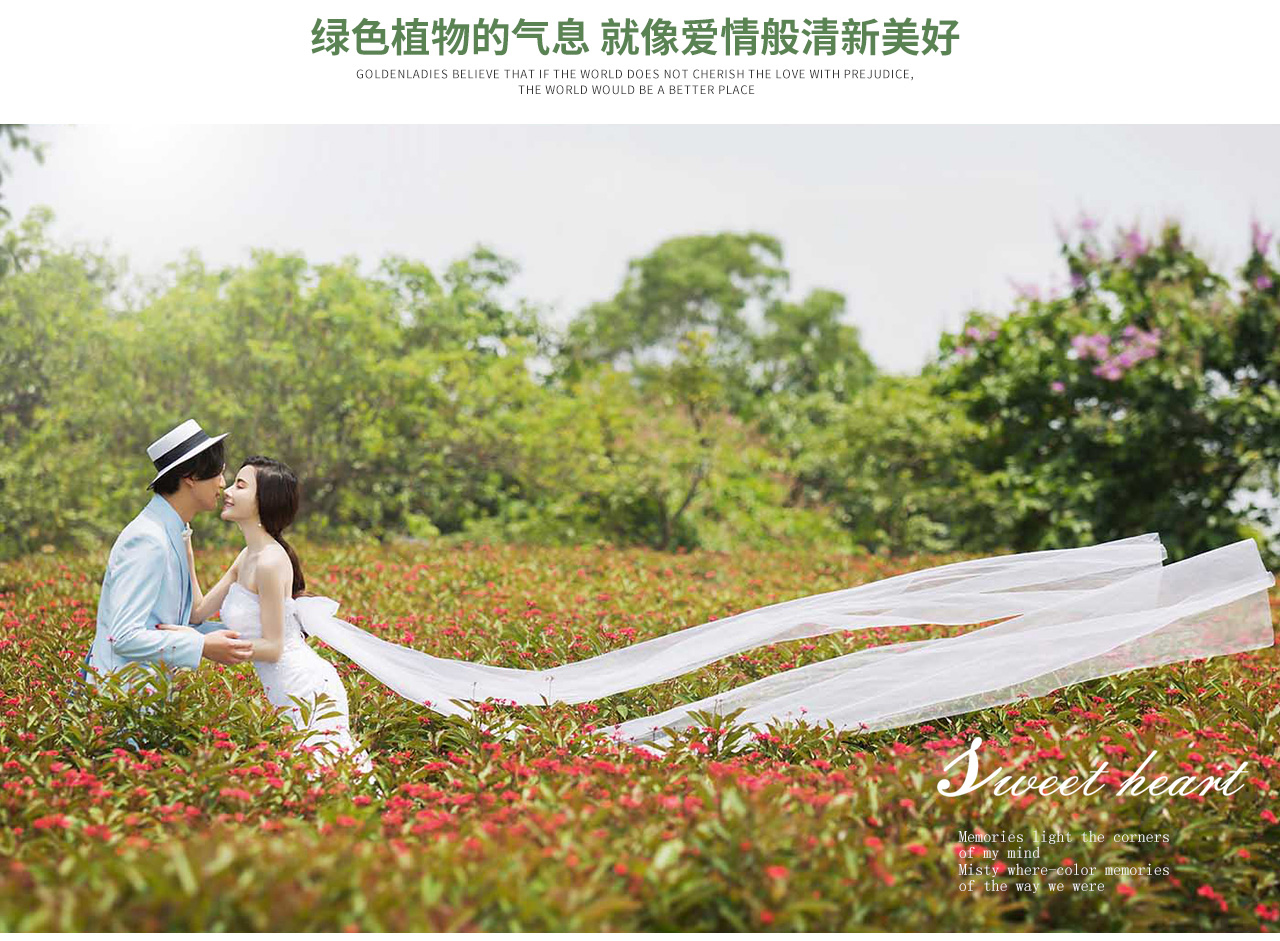 绿色植物的气息 就像爱情般清新美好
GOLDENLADIES BELIEVE THAT IF THE WORLD DOES NOT CHERISH THE LOVE WITH PREJUDICE,
THE WORLD WOULD BE A BETTER PLACE
Sweet heart
Memories light the corners
of my mind
Misty where-color memories
of the way we were